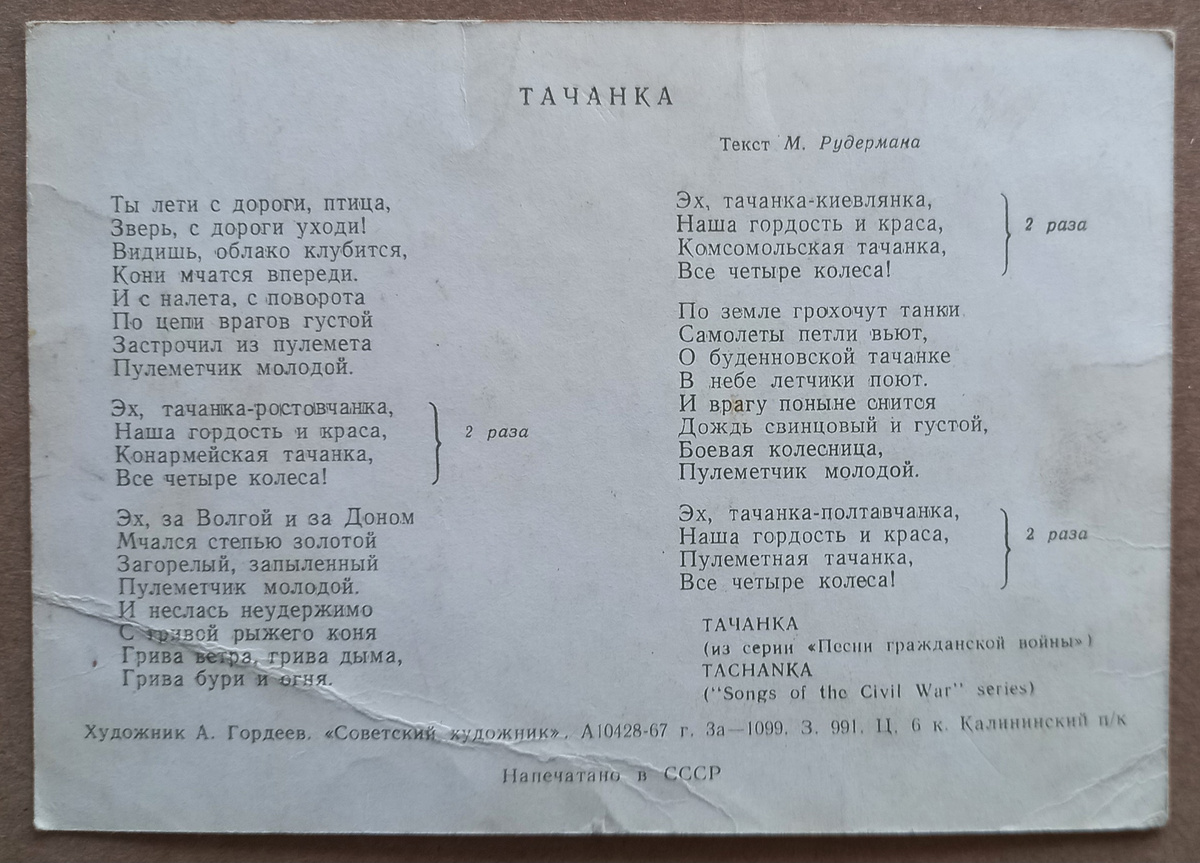 ТАЧАНКА
Текст М. Рудермана
Ты лети с дороги, птица,
Зверь, с дороги уходи!
Видишь, облако клубится,
Кони мчатся впереди.
И с налета, с поворота
По цепи врагов густой
Застрочил из пулемета
Пулеметчик молодой.
Эх, тачанка-ростовчанка,
Наша гордость и краса,
Конармейская тачанка,
Все четыре колеса!
2 раза
Эх, за Волгой и за Доном
Мчался степью золотой
Загорелый, запыленный
Пулеметчик молодой.
И неслась неудержимо
С гривой рыжего коня
Грива ветра, грива дыма,
Грива бури и огня.
Эх, тачанка-киевлянка,
Наша гордость и краса,
Комсомольская тачанка,
Все четыре колеса!
2 раза
По земле грохочут танки
Самолеты петли вьют,
О буденновской тачанке
В небе летчики поют.
И врагу поныне снится
Дождь свинцовый и густой,
Боевая колесница,
Пулеметчик молодой.
Эх, тачанка-полтавчанка,
Наша гордость и краса,
Пулеметная тачанка,
Все четыре колеса!
2 раза
ТАЧАНКА
(из серии «Песни гражданской войны»)
TACHANKA
("Songs of the Civil War" series)
Художник А. Гордеев. «Советский художник». А10428-67 г. За—1099. З. 991. Ц. 6 к. Калининский п/к
Напечатано в СССР